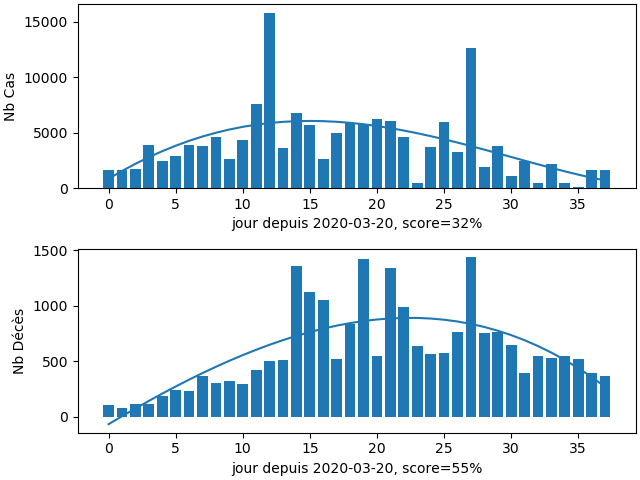 15000
10000
5000
0
Nb Cas
0 5 10 15 20 25 30 35
jour depuis 2020-03-20, score=32%
1500
1000
500
0
Nb Décès
0 5 10 15 20 25 30 35
jour depuis 2020-03-20, score=55%